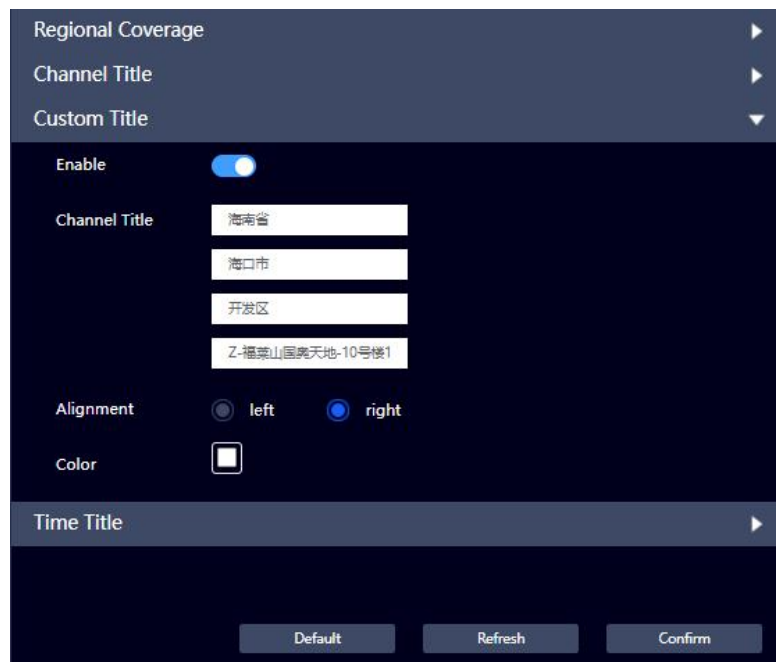 Regional Coverage
Channel Title
Custom Title
Enable
Channel Title 海南省
海口市
开发区
Z-福莱山国奥天地-10号楼1
Alignment left right
Color
Time Title
Default Refresh Confirm